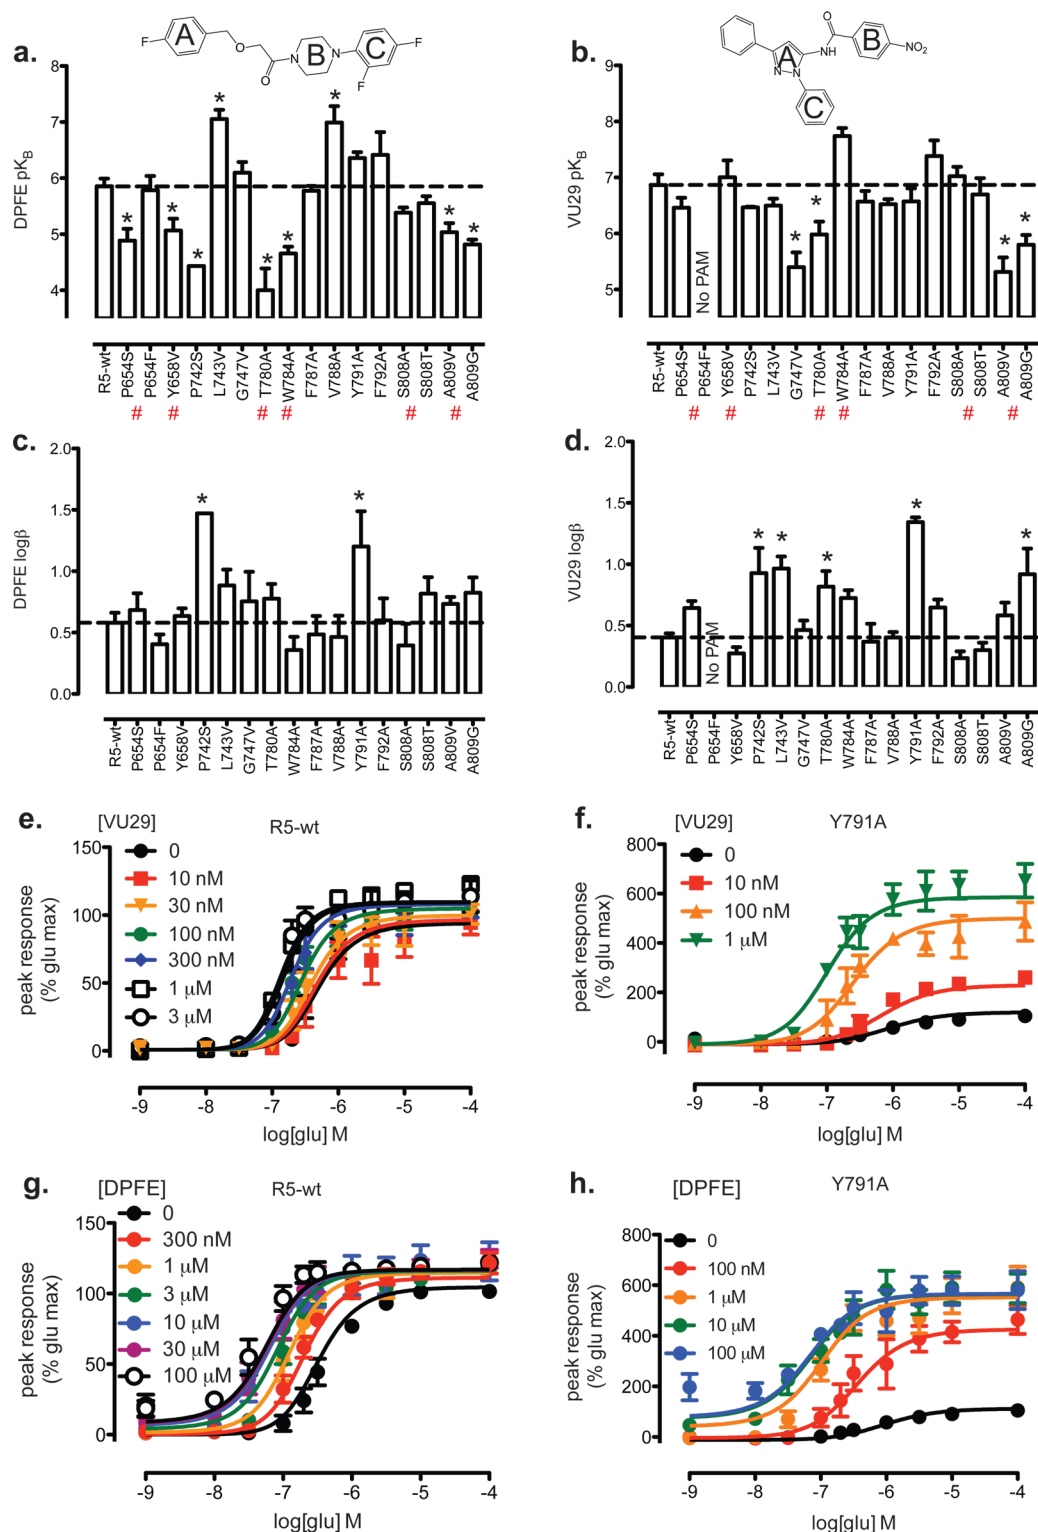 a.
F
A
O
O
N
B
N
C
F
F
DPFE pKB
8
7
6
5
4
*
*
*
*
*
*
*
*
*
R5-wt
P654S
P654F
Y658V
P742S
L743V
G747V
T780A
W784A
F787A
V788A
Y791A
F792A
S808A
S808T
A809V
A809G
# # # # # #
b.
A
N
N
NH
O
B
NO2
C
VU29 pKB
9
8
7
6
5
No PAM
*
*
*
*
R5-wt
P654S
P654F
Y658V
P742S
L743V
G747V
T780A
W784A
F787A
V788A
Y791A
F792A
S808A
S808T
A809V
A809G
# # # # # #
c.
DPFE logβ
2.0
1.5
1.0
0.5
0.0
*
*
R5-wt
P654S
P654F
Y658V
P742S
L743V
G747V
T780A
W784A
F787A
V788A
Y791A
F792A
S808A
S808T
A809V
A809G
d.
VU29 logβ
2.0
1.5
1.0
0.5
0.0
No PAM
*
*
*
*
*
R5-wt
P654S
P654F
Y658V
P742S
L743V
G747V
T780A
W784A
F787A
V788A
Y791A
F792A
S808A
S808T
A809V
A809G
e.
[VU29]
R5-wt
0
10 nM
30 nM
100 nM
300 nM
1 μM
3 μM
peak response
(% glu max)
150
100
50
0
-9 -8 -7 -6 -5 -4
log[glu] M
f.
[VU29]
Y791A
0
10 nM
100 nM
1 μM
peak response
(% glu max)
800
600
400
200
0
-9 -8 -7 -6 -5 -4
log[glu] M
g.
[DPFE]
R5-wt
0
300 nM
1 μM
3 μM
10 μM
30 μM
100 μM
peak response
(% glu max)
150
100
50
0
-9 -8 -7 -6 -5 -4
log[glu] M
h.
[DPFE]
Y791A
0
100 nM
1 μM
10 μM
100 μM
peak response
(% glu max)
800
600
400
200
0
-9 -8 -7 -6 -5 -4
log[glu] M